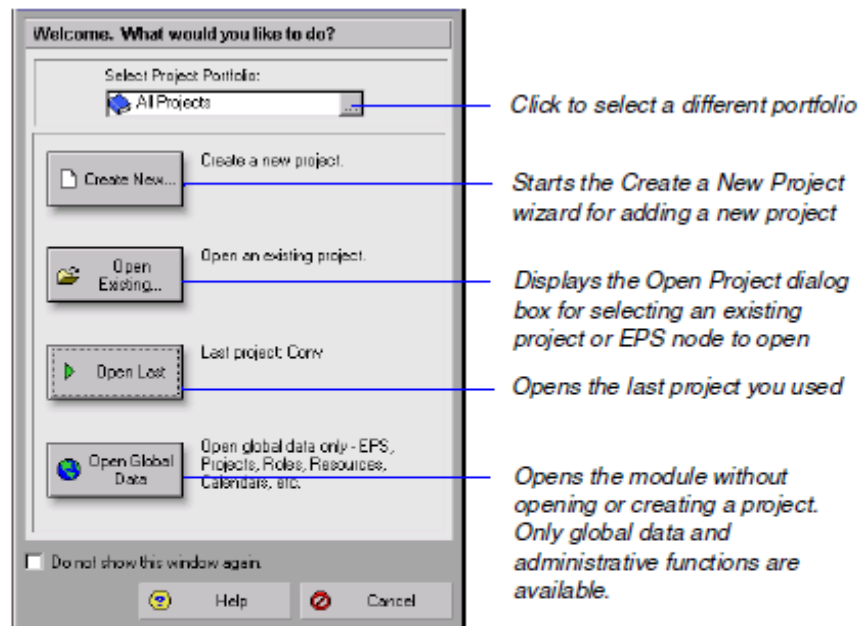 Welcome. What would you like to do?
Select Project Portfolio:
All Projects
...
Click to select a different portfolio
Create New...
Create a new project.
Starts the Create a New Project
wizard for adding a new project
Open
Existing...
Open an existing project.
Displays the Open Project dialog
box for selecting an existing
project or EPS node to open
Open Last
Last project: Conv
Opens the last project you used
Open Global
Data
Open global data only - EPS,
Projects, Roles, Resources,
Calendars, etc.
Opens the module without
opening or creating a project.
Only global data and
administrative functions are
available.
Do not show this window again.
Help
Cancel